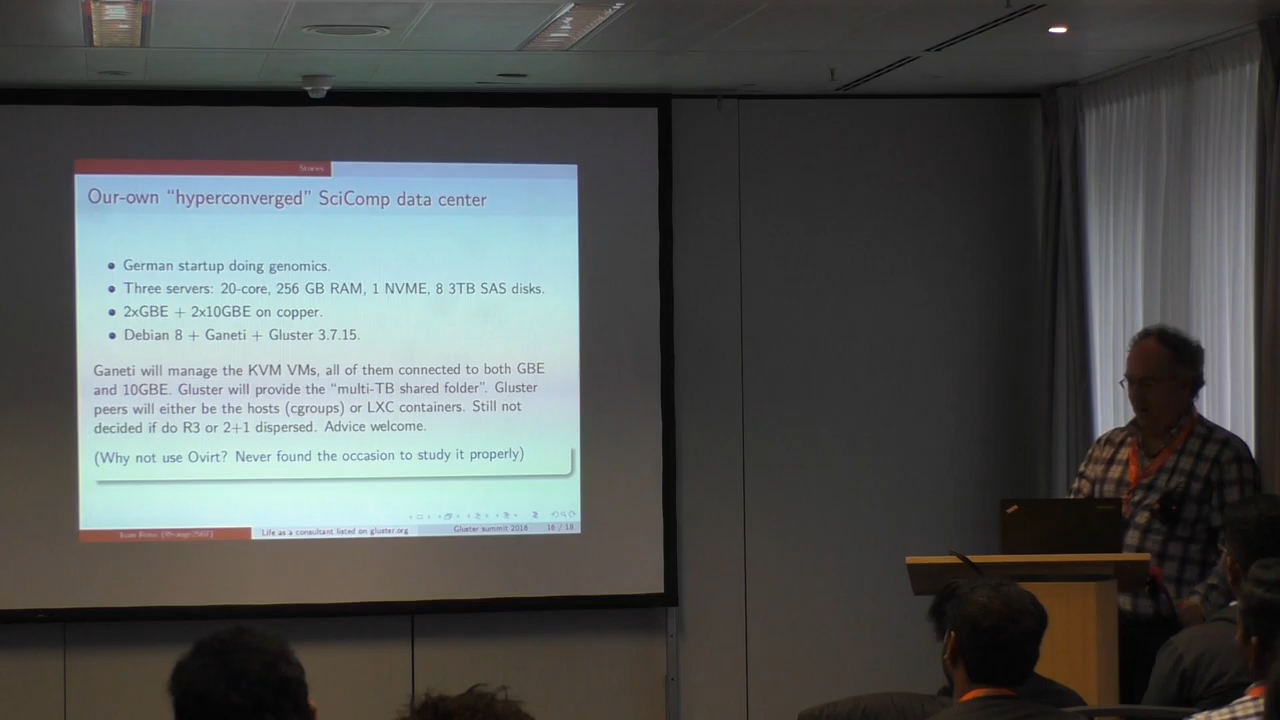 Stories
Our-own “hyperconverged” SciComp data center
German startup doing genomics.
Three servers: 20-core, 256 GB RAM, 1 NVME, 8 3TB SAS disks.
2xGBE + 2x10GBE on copper.
Debian 8 + Ganeti + Gluster 3.7.15.
Ganeti will manage the KVM VMs, all of them connected to both GBE
and 10GBE. Gluster will provide the “multi-TB shared folder”. Gluster
peers will either be the hosts (cgroups) or LXC containers. Still not
decided if do R3 or 2+1 dispersed. Advice welcome.
(Why not use Ovirt? Never found the occasion to study it properly)
Life as a consultant listed on gluster.org
Gluster summit 2016
16 / 18